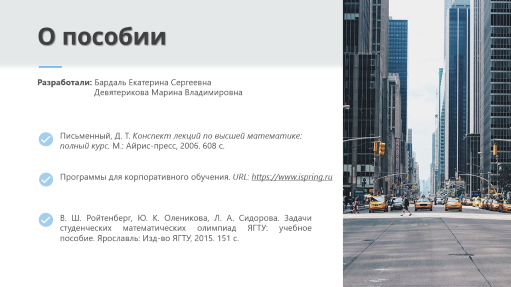 О пособии
Разработали: Бардаль Екатерина Сергеевна
Девятерикова Марина Владимировна
Письменный, Д. Т. Конспект лекций по высшей математике:
полный курс. М.: Айрис-пресс, 2006. 608 с.
Программы для корпоративного обучения. URL: https://www.ispring.ru
В. Ш. Ройтенберг, Ю. К. Оленикова, Л. А. Сидорова. Задачи
студенческих математических олимпиад ЯГТУ: учебное
пособие. Ярославль: Изд-во ЯГТУ, 2015. 151 с.